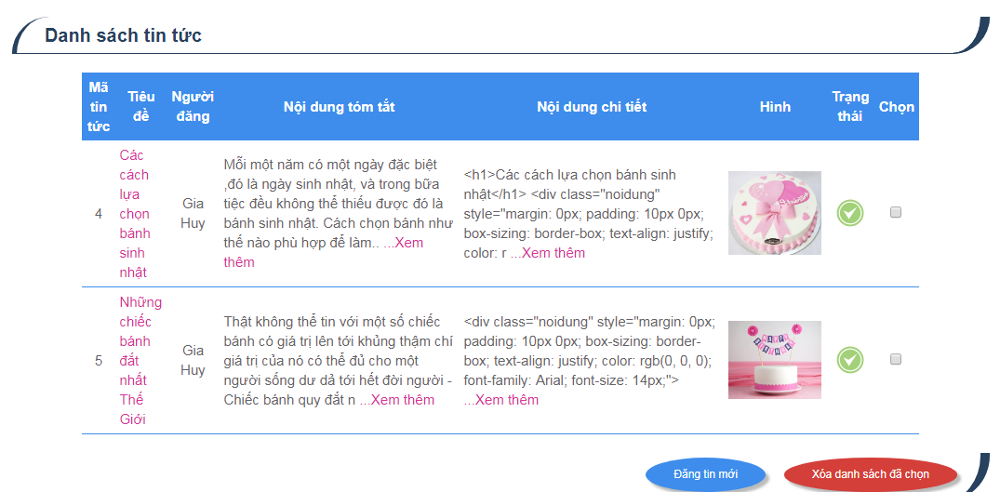 Danh sách tin tức
Mã tin tức
Tiêu đề
Người đăng
Nội dung tóm tắt
Nội dung chi tiết
Hình
Trạng thái
Chọn
4
Các
cách
lựa
chọn
bánh
sinh
nhật
Gia
Huy
Mỗi một năm có một ngày đặc biệt
,đó là ngày sinh nhật, và trong bữa
tiệc đều không thể thiếu được đó là
bánh sinh nhật. Cách chọn bánh như
thế nào phù hợp để làm.. ...Xem
thêm
<h1>Các cách lựa chọn bánh sinh
nhật</h1> <div class="noidung"
style="margin: 0px; padding: 10px 0px;
box-sizing: border-box; text-align: justify;
color: r ...Xem thêm
5
Những
chiếc
bánh
đắt
nhất
Thế
Giới
Gia
Huy
Thật không thể tin với một số chiếc
bánh có giá trị lên tới khủng thậm chí
giá trị của nó có thể đủ cho một
người sống dư dả tới hết đời người -
Chiếc bánh quy đắt n ...Xem thêm
<div class="noidung" style="margin: 0px;
padding: 10px 0px; box-sizing: border-
box; text-align: justify; color: rgb(0, 0, 0);
font-family: Arial; font-size: 14px;">
...Xem thêm
Đăng tin mới
Xóa danh sách đã chọn